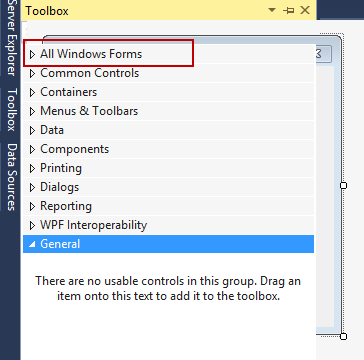 Server Explorer
Toolbox
Data Sources
Toolbox
All Windows Forms
Common Controls
Containers
Menus & Toolbars
Data
Components
Printing
Dialogs
Reporting
WPF Interoperability
General
There are no usable controls in this group. Drag an
item onto this text to add it to the toolbox.